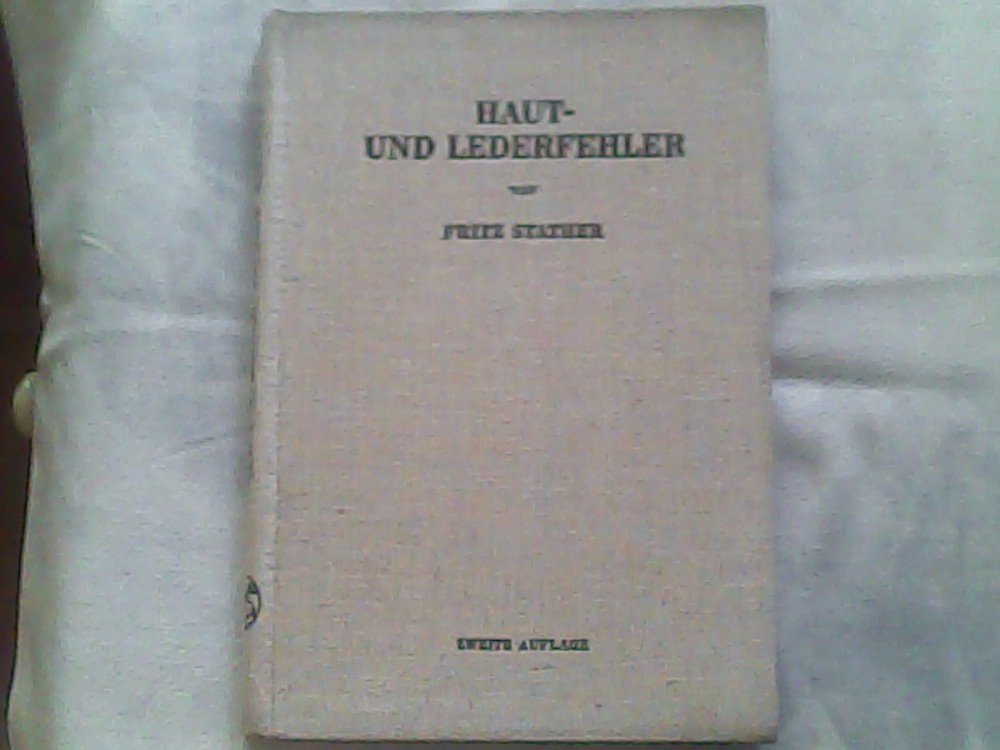 HAUT-
UND LEDERFEHLER
VON
FRITZ STATHER
ZWEITE AUFLAGE